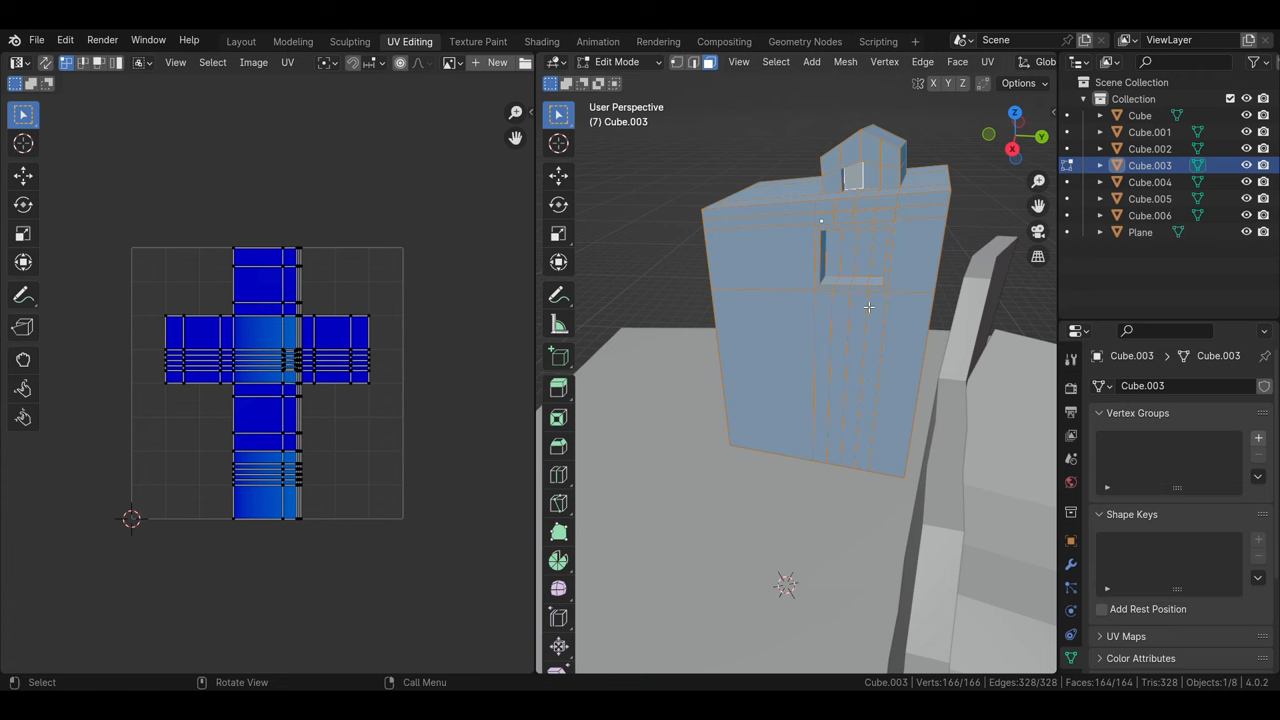 File Edit Render Window Help Layout Modeling Sculpting UV Editing Texture Paint Shading Animation Rendering Compositing Geometry Nodes Scripting + Scene ViewLayer
View Select Image UV + New
Edit Mode View Select Add Mesh Vertex Edge Face UV Glob
X Y Z Options
User Perspective
(7) Cube.003
Z
Y
X
Scene Collection
Collection
Cube
Cube.001
Cube.002
Cube.003
Cube.004
Cube.005
Cube.006
Plane
Cube.003 Cube.003
Cube.003
Vertex Groups
Shape Keys
Add Rest Position
UV Maps
Color Attributes
Select Rotate View Call Menu Cube.003 | Verts:166/166 | Edges:328/328 | Faces:164/164 | Tris:328 | Objects:1/8 | 4.0.2